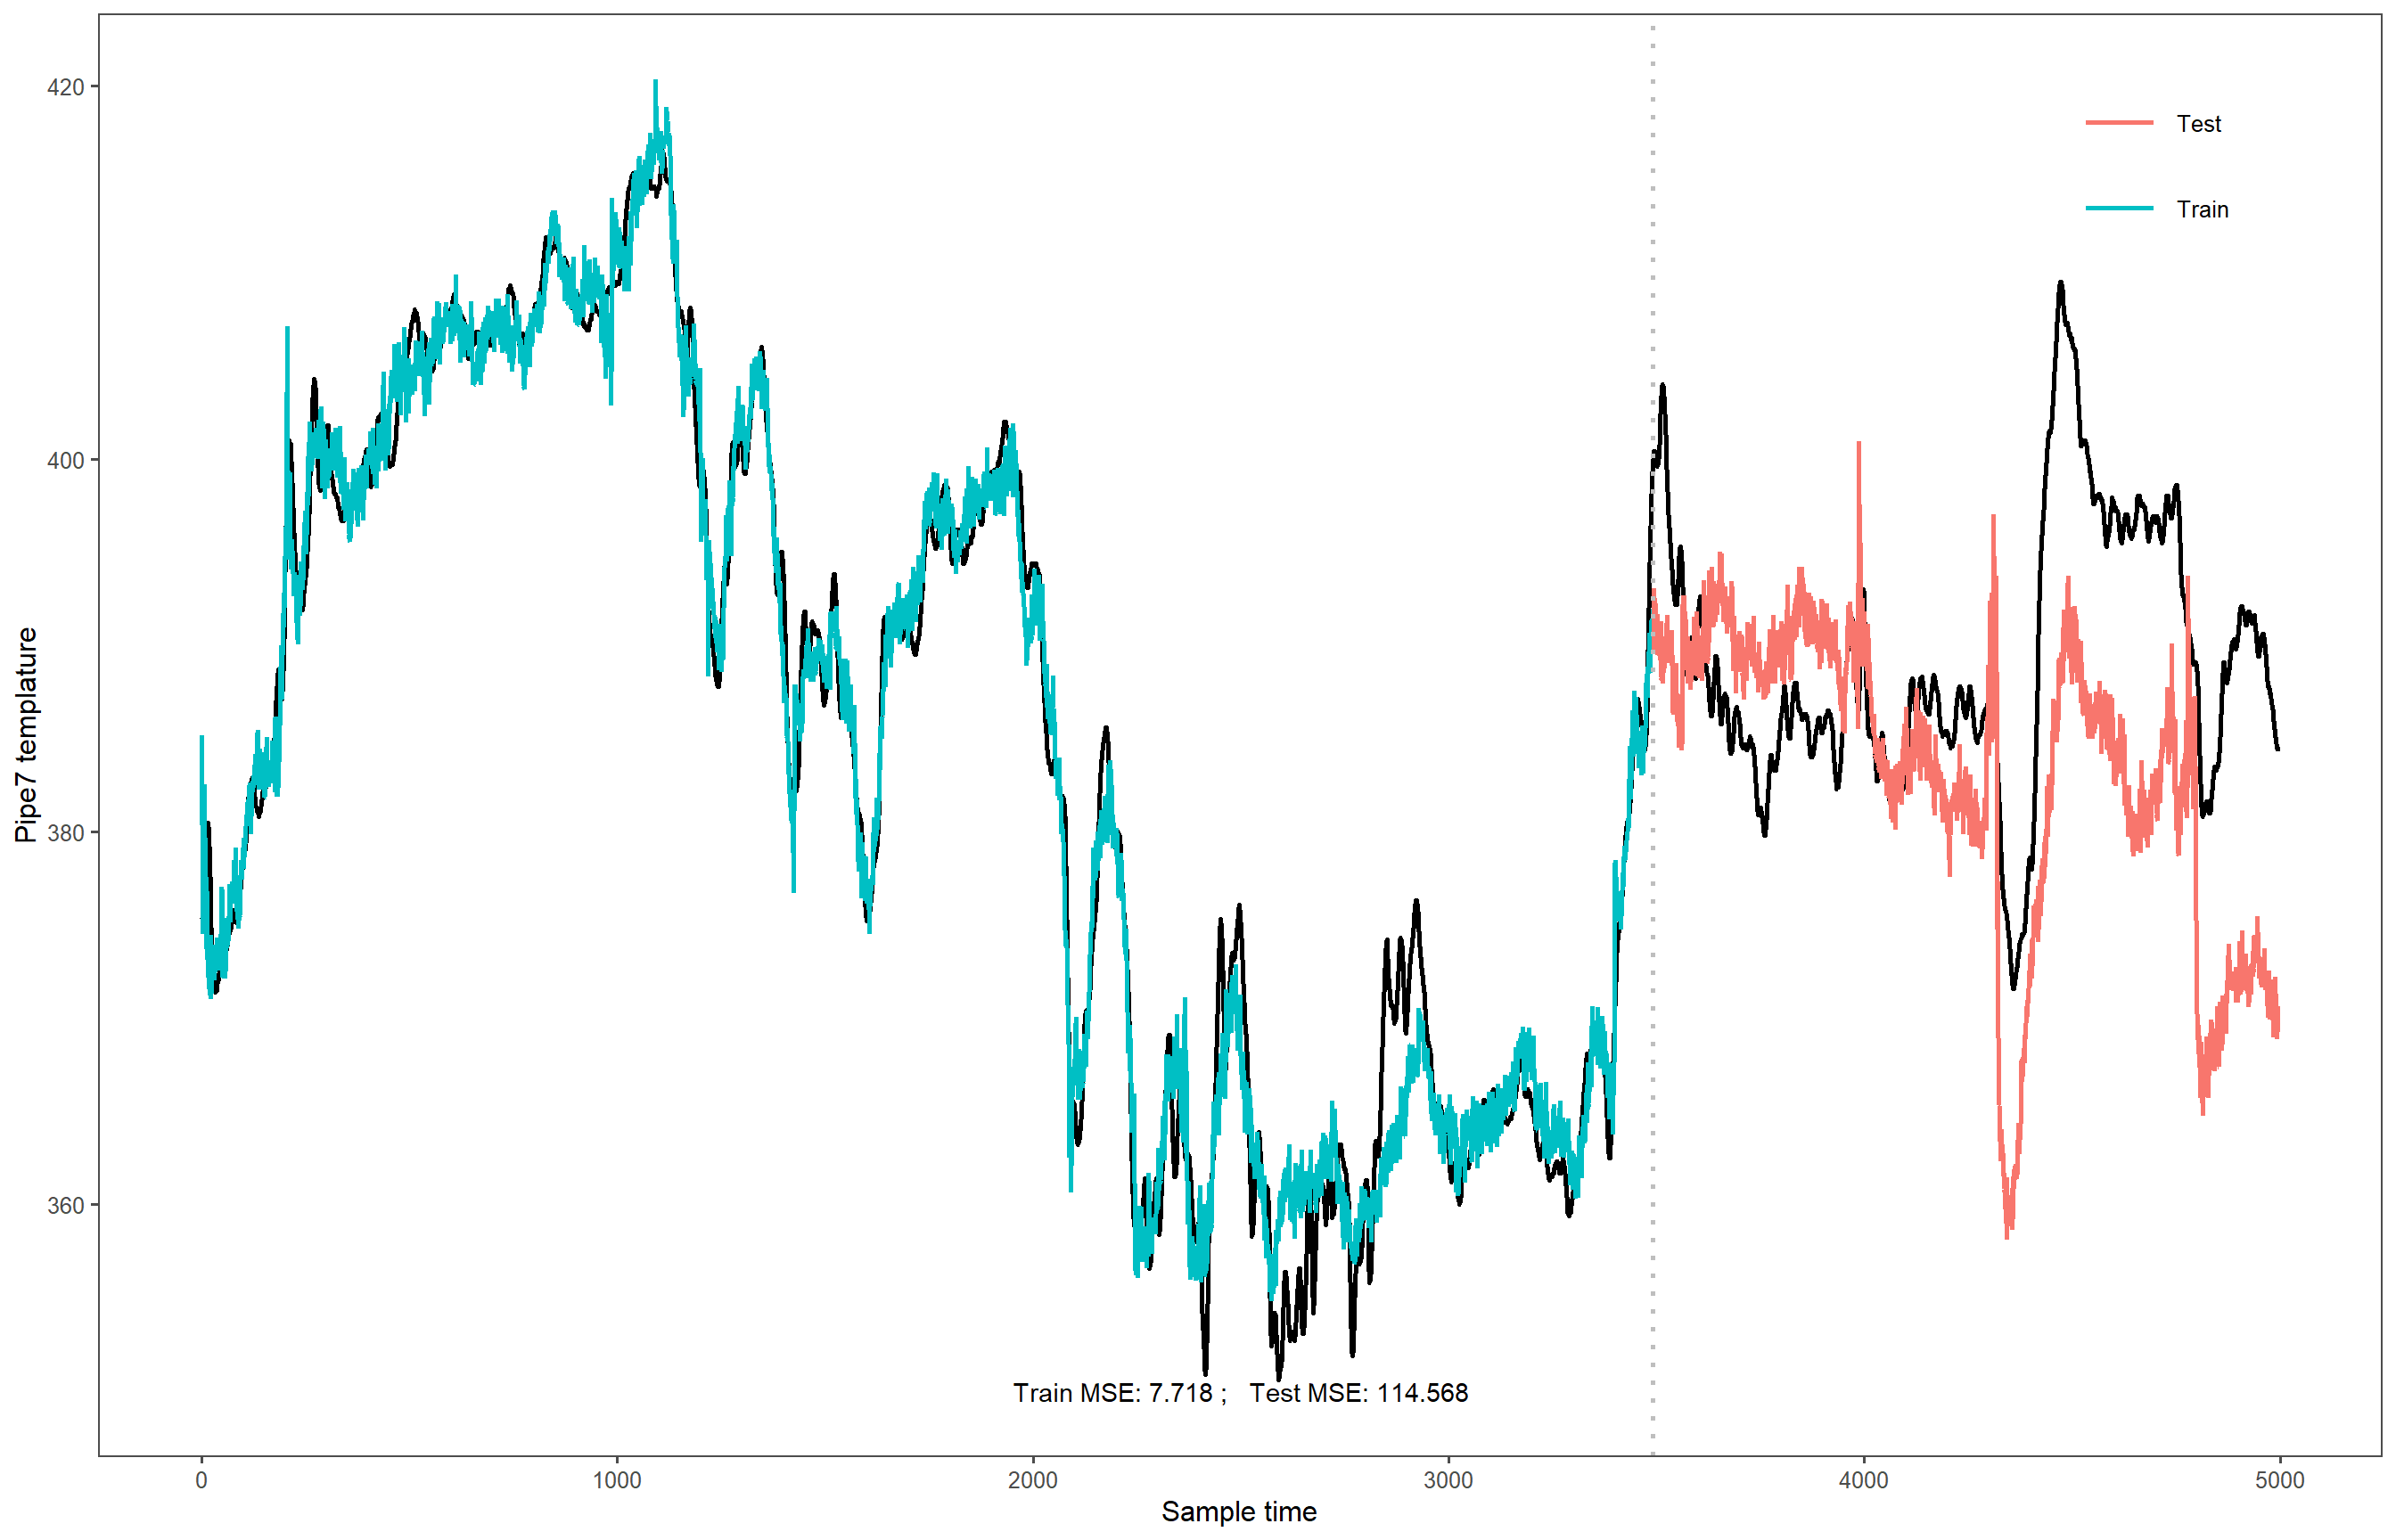 420
400
380
360
Pipe7 templature
Test
Train
Train MSE: 7.718 ;   Test MSE: 114.568
0 1000 2000 3000 4000 5000
Sample time